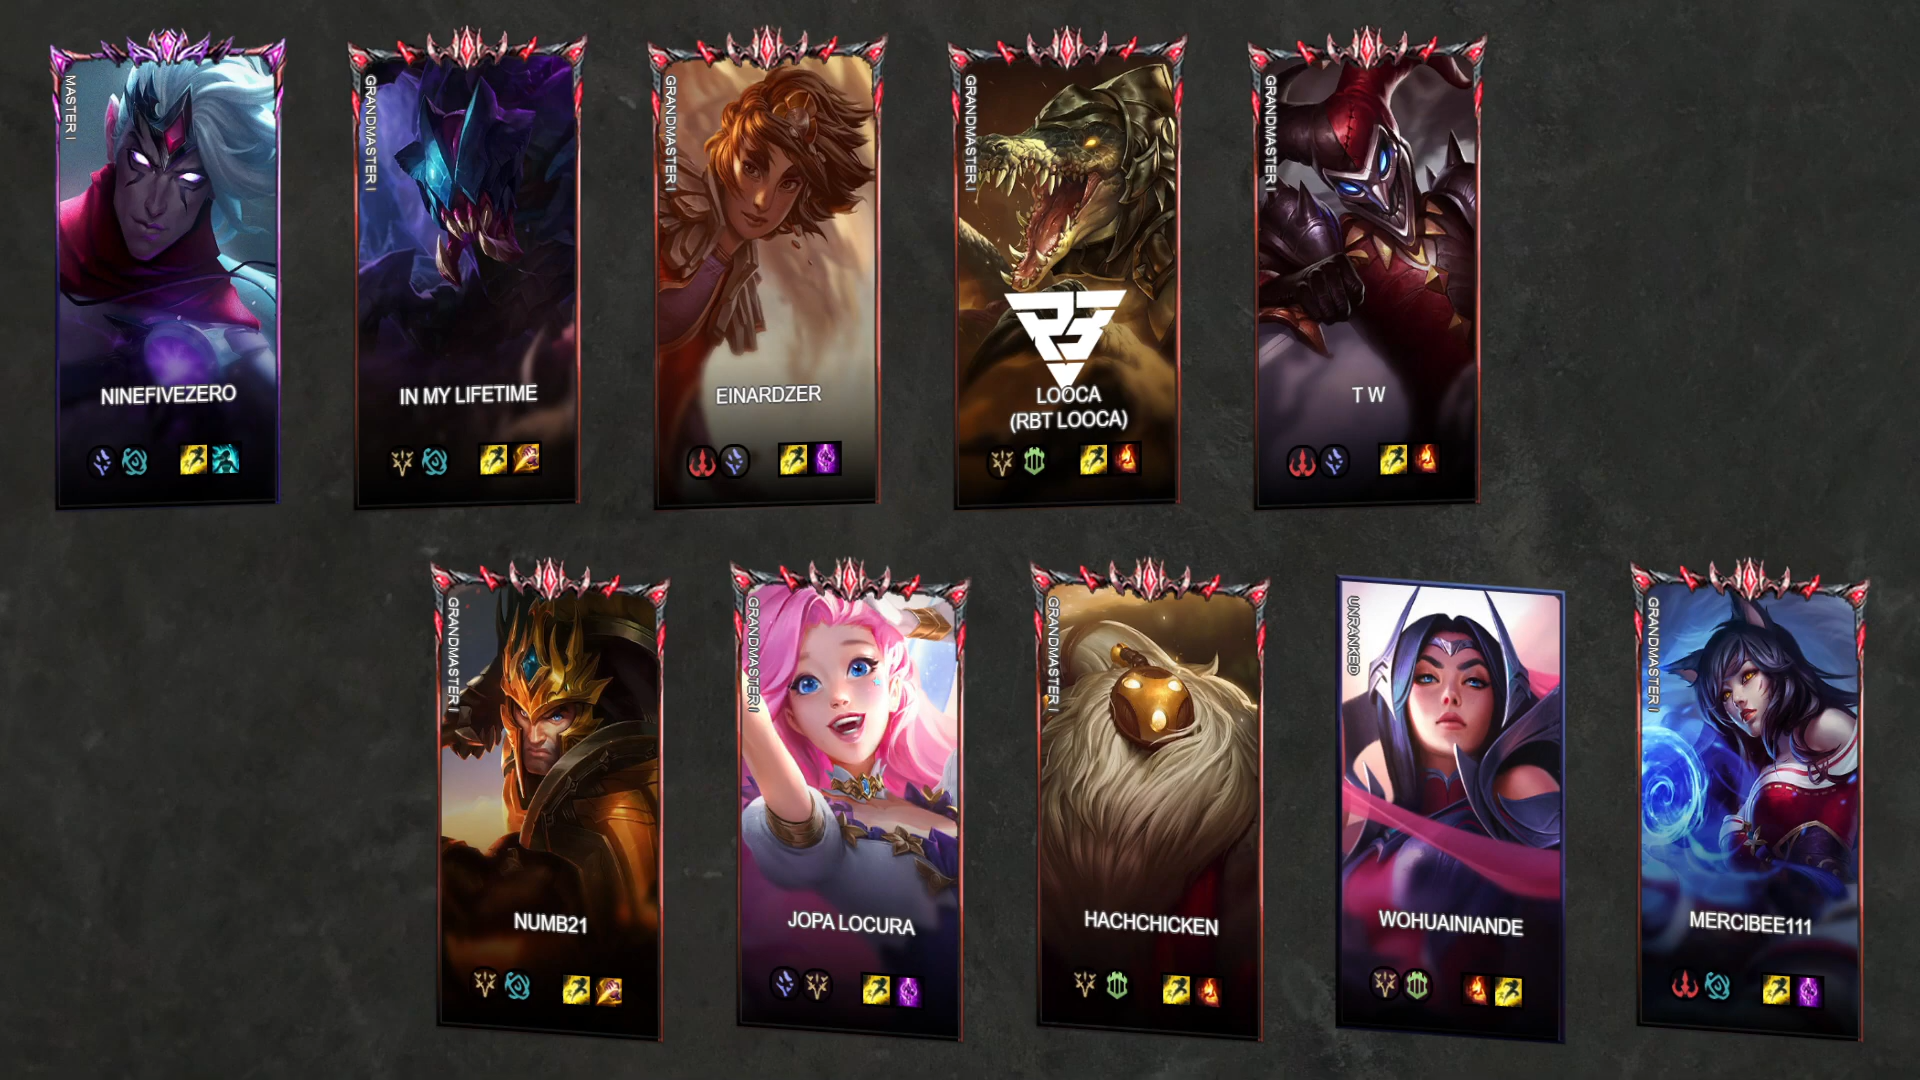 MASTER I
NINEFIVEZERO
GRANDMASTER I
IN MY LIFETIME
GRANDMASTER I
EINARDZER
GRANDMASTER I
LOOCA
(RBT LOOCA)
GRANDMASTER I
T W
GRANDMASTER I
NUMB21
GRANDMASTER I
JOPA LOCURA
GRANDMASTER I
HACHCHICKEN
UNRANKED
WOHUAINIANDE
GRANDMASTER I
MERCIBEE111